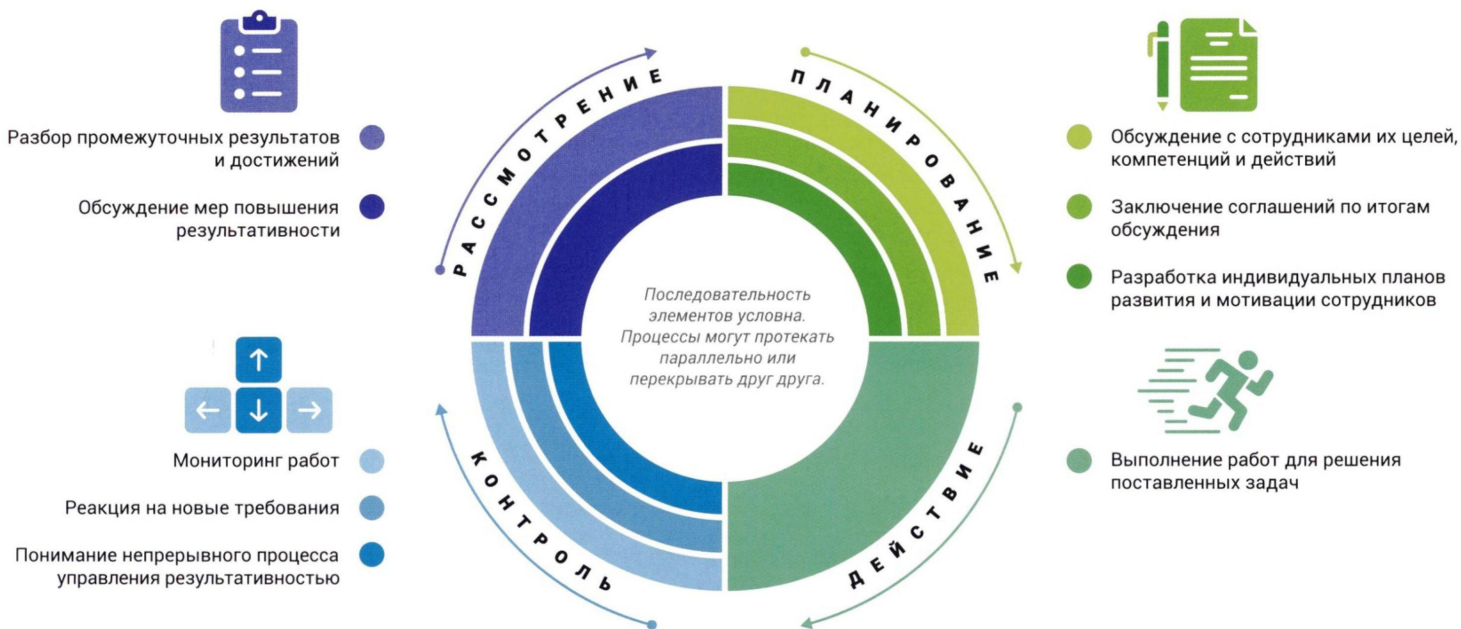 РАССМОТРЕНИЕ
ПЛАНИРОВАНИЕ
ДЕЙСТВИЕ
КОНТРОЛЬ
Разбор промежуточных результатов
и достижений
Обсуждение мер повышения
результативности
Обсуждение с сотрудниками их целей,
компетенций и действий
Заключение соглашений по итогам
обсуждения
Разработка индивидуальных планов
развития и мотивации сотрудников
Последовательность
элементов условна.
Процессы могут протекать
параллельно или
перекрывать друг друга.
Мониторинг работ
Реакция на новые требования
Понимание непрерывного процесса
управления результативностью
Выполнение работ для решения
поставленных задач